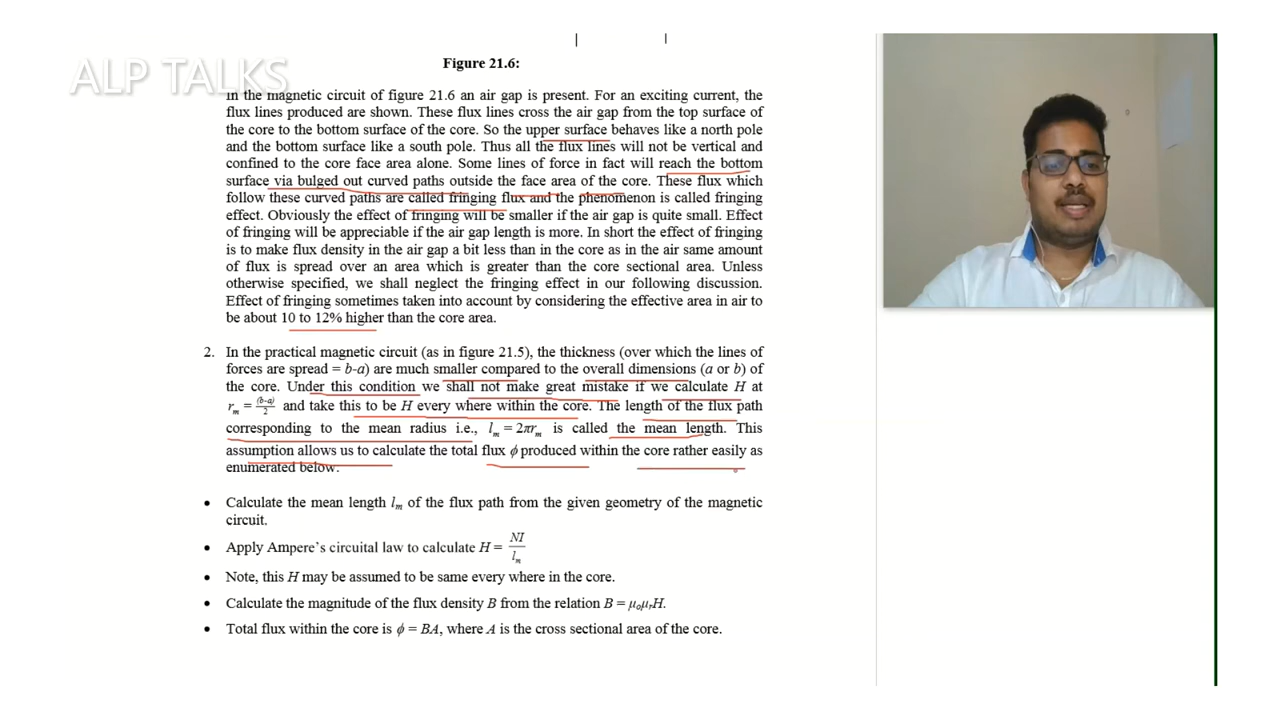 ALP TALKS
Figure 21.6:
In the magnetic circuit of figure 21.6 an air gap is present. For an exciting current, the
flux lines produced are shown. These flux lines cross the air gap from the top surface of
the core to the bottom surface of the core. So the upper surface behaves like a north pole
and the bottom surface like a south pole. Thus all the flux lines will not be vertical and
confined to the core face area alone. Some lines of force in fact will reach the bottom
surface via bulged out curved paths outside the face area of the core. These flux which
follow these curved paths are called fringing flux and the phenomenon is called fringing
effect. Obviously the effect of fringing will be smaller if the air gap is quite small. Effect
of fringing will be appreciable if the air gap length is more. In short the effect of fringing
is to make flux density in the air gap a bit less than in the core as in the air same amount
of flux is spread over an area which is greater than the core sectional area. Unless
otherwise specified, we shall neglect the fringing effect in our following discussion.
Effect of fringing sometimes taken into account by considering the effective area in air to
be about 10 to 12% higher than the core area.
2. In the practical magnetic circuit (as in figure 21.5), the thickness (over which the lines of
forces are spread = b-a) are much smaller compared to the overall dimensions (a or b) of
the core. Under this condition we shall not make great mistake if we calculate H at
rₘ = (b-a)/2 and take this to be H every where within the core. The length of the flux path
corresponding to the mean radius i.e., lₘ = 2πrₘ is called the mean length. This
assumption allows us to calculate the total flux ϕ produced within the core rather easily as
enumerated below:
• Calculate the mean length lₘ of the flux path from the given geometry of the magnetic
circuit.
• Apply Ampere's circuital law to calculate H = NI/lₘ
• Note, this H may be assumed to be same every where in the core.
• Calculate the magnitude of the flux density B from the relation B = μₒμᵣH.
• Total flux within the core is ϕ = BA, where A is the cross sectional area of the core.